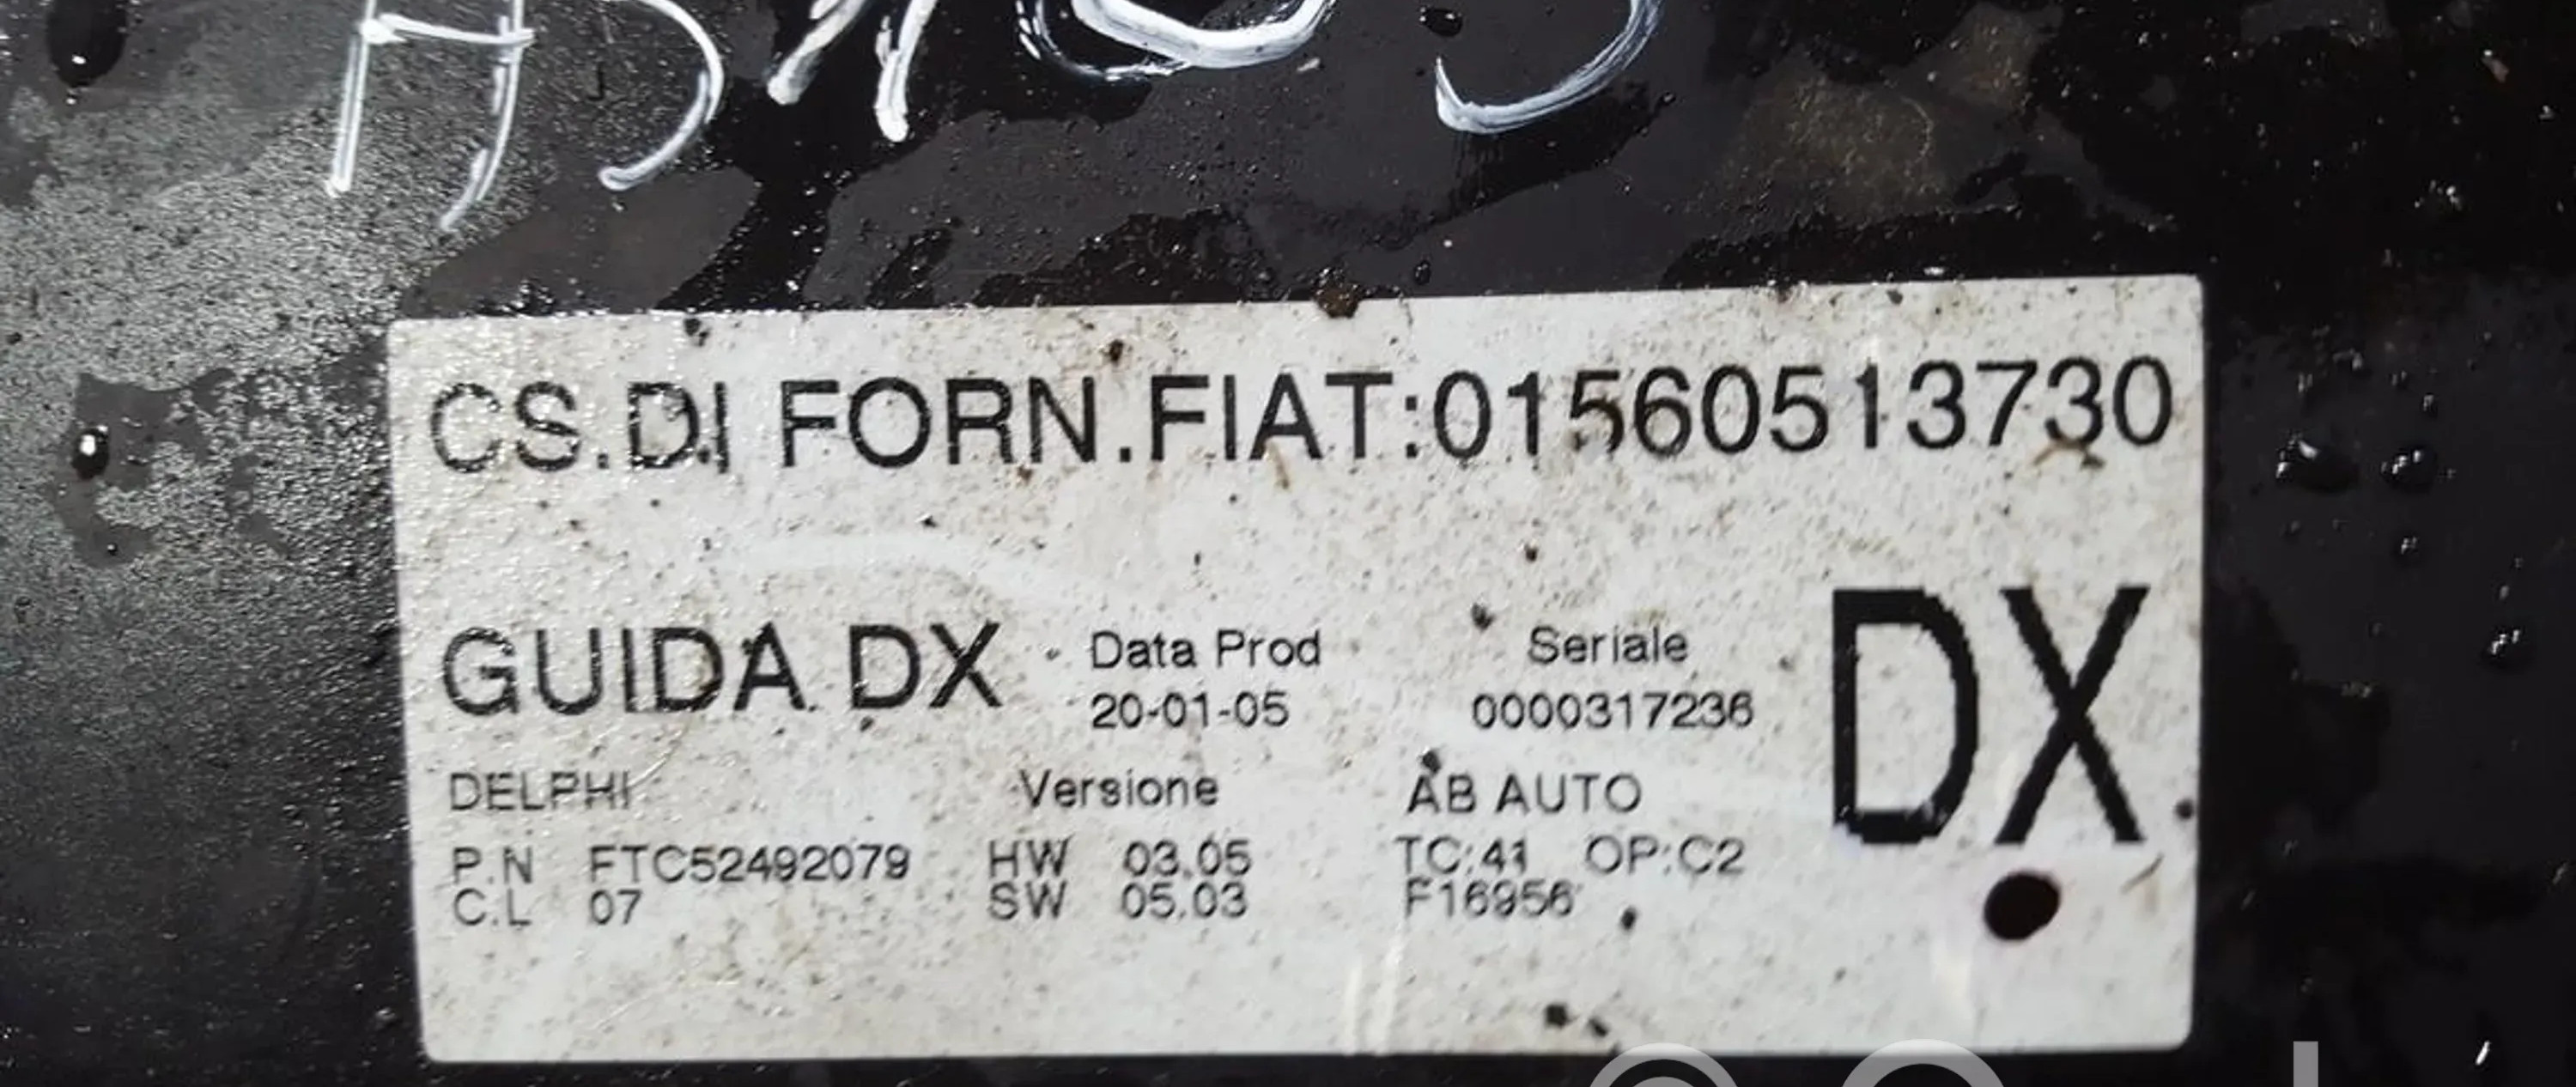 CS.DI FORN.FIAT:01560513730
GUIDA DX Data Prod Seriale DX
20-01-05 0000317236
DELPHI Versione AB AUTO
P.N FTC52492079 HW 03.05 TC:41 OP:C2
C.L 07 SW 05.03 F16956